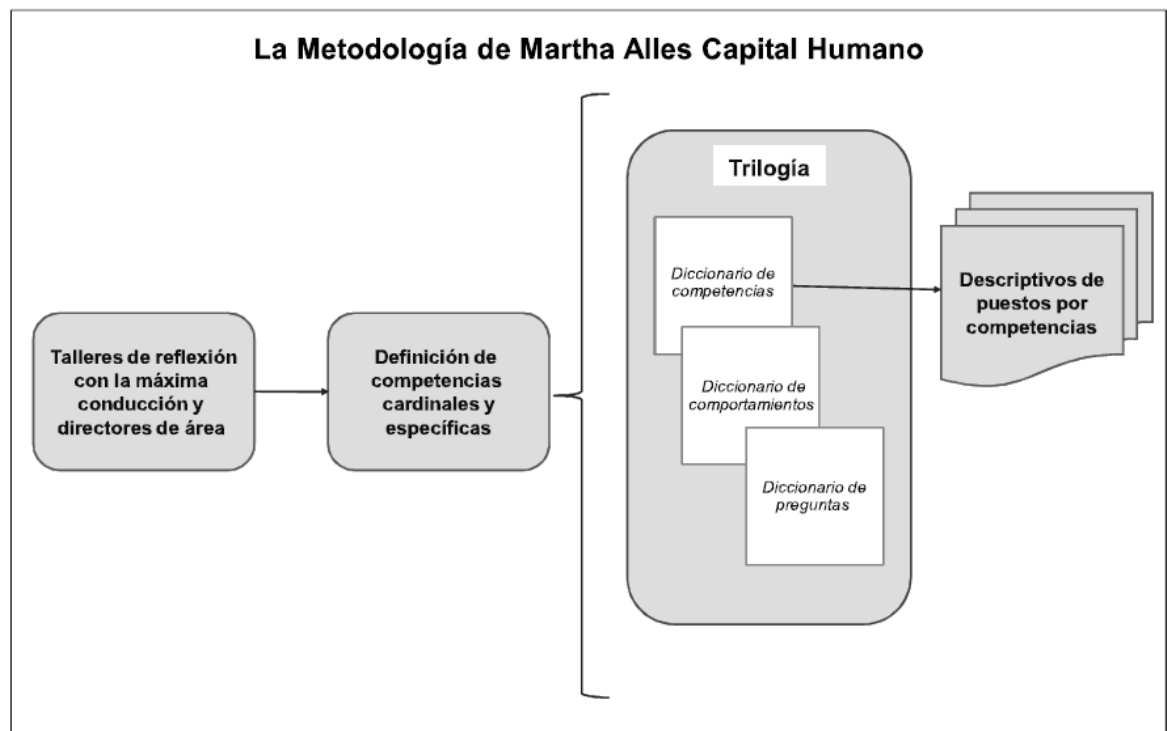 La Metodología de Martha Alles Capital Humano
Talleres de reflexión
con la máxima
conducción y
directores de área
Definición de
competencias
cardinales y
específicas
Trilogía
Diccionario de
competencias
Diccionario de
comportamientos
Diccionario de
preguntas
Descriptivos de
puestos por
competencias